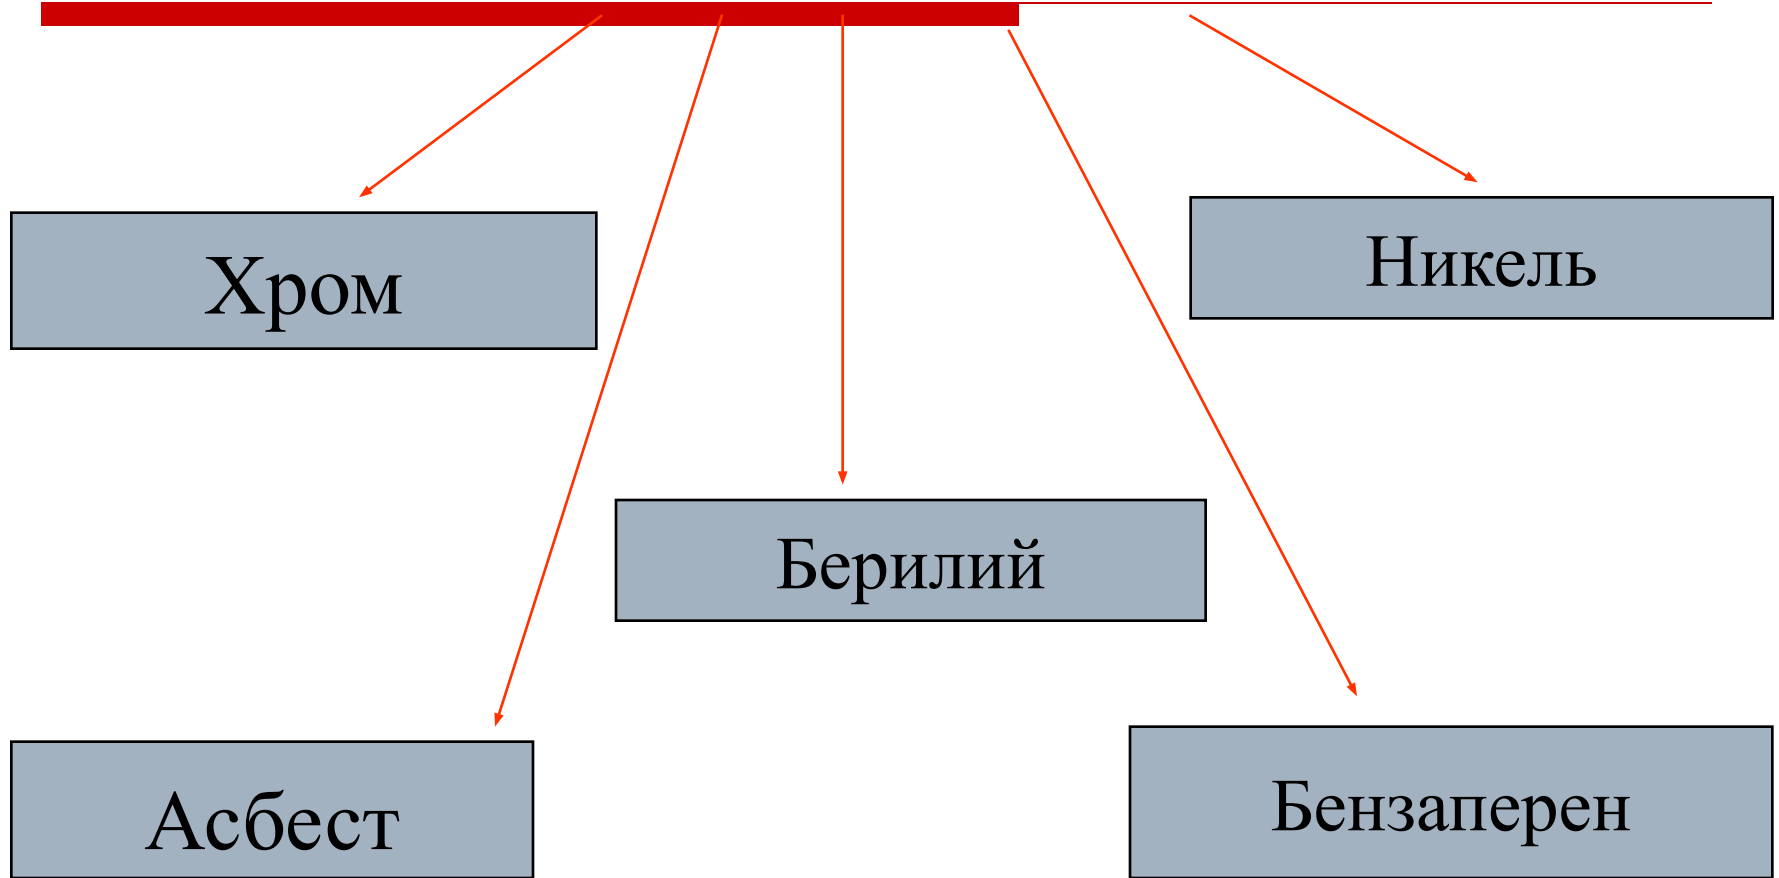 Хром
Никель
Берилий
Асбест
Бензаперен